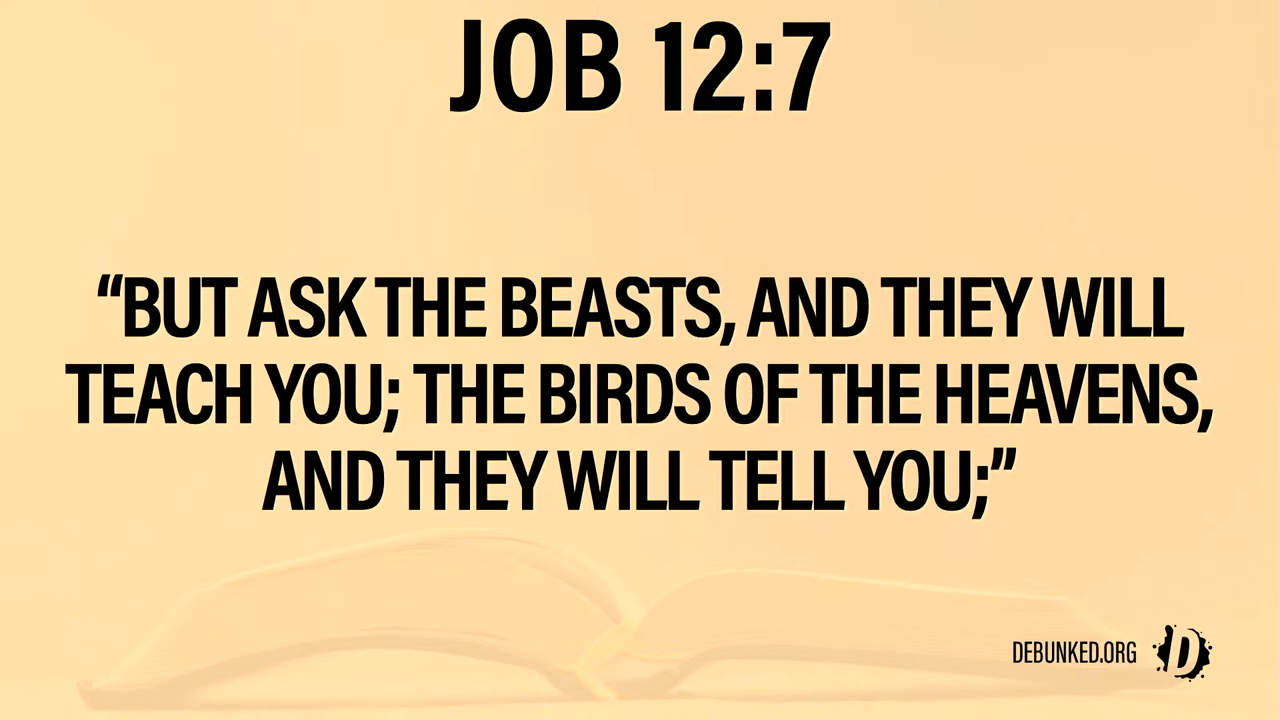 JOB 12:7
“BUT ASK THE BEASTS, AND THEY WILL
TEACH YOU; THE BIRDS OF THE HEAVENS,
AND THEY WILL TELL YOU;”
DEBUNKED.ORG D